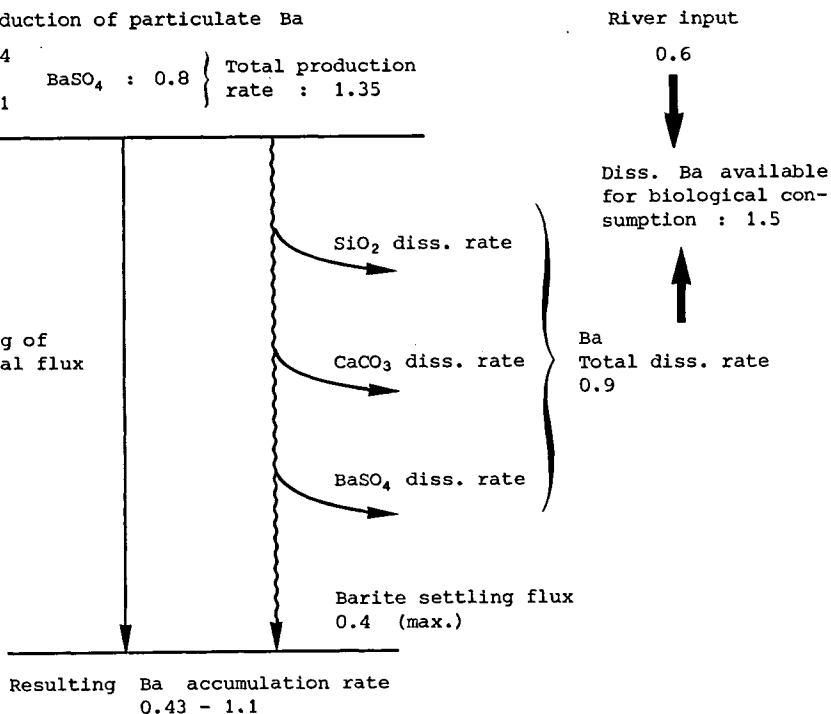 duction of particulate Ba
4
BaSO₄ : 0.8
1
Total production
rate : 1.35
River input
0.6
Diss. Ba available
for biological con-
sumption : 1.5
SiO₂ diss. rate
g of
al flux
CaCO₃ diss. rate
Ba
Total diss. rate
0.9
BaSO₄ diss. rate
Barite settling flux
0.4 (max.)
Resulting Ba accumulation rate
0.43 - 1.1